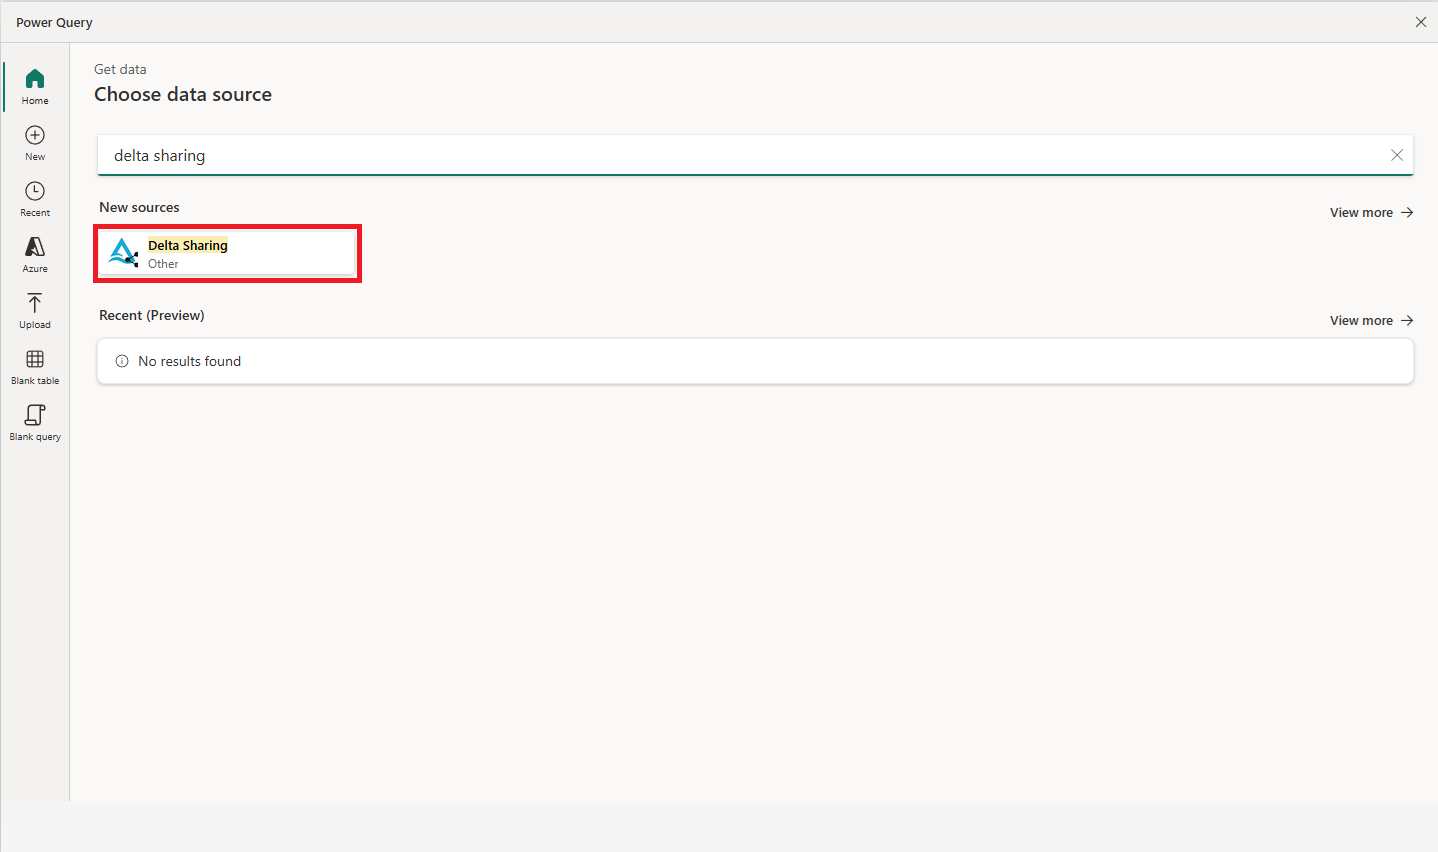 Power Query
Home
New
Recent
Azure
Upload
Blank table
Blank query
Get data
Choose data source
delta sharing
New sources
View more
Delta Sharing
Other
Recent (Preview)
View more
No results found